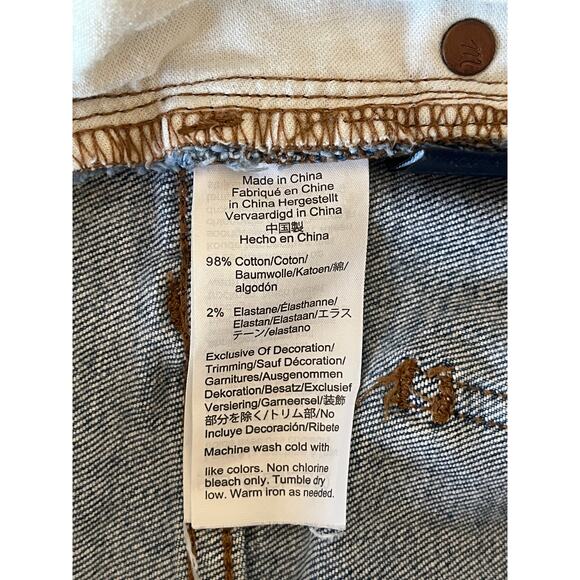 M
Made in China
Fabriqué en Chine
in China Hergestellt
Vervaardigd in China
中国製
Hecho en China
98% Cotton/Coton/
Baumwolle/Katoen/綿/
algodón
2% Elastane/Élasthanne/
Elastan/Elastaan/エラス
テーン/elastano
Exclusive Of Decoration/
Trimming/Sauf Décoration/
Garnitures/Ausgenommen
Dekoration/Besatz/Exclusief
Versiering/Garneersel/装飾
部分を除く/トリム部/No
Incluye Decoración/Ribete
Machine wash cold with
like colors. Non chlorine
bleach only. Tumble dry
low. Warm iron as needed.